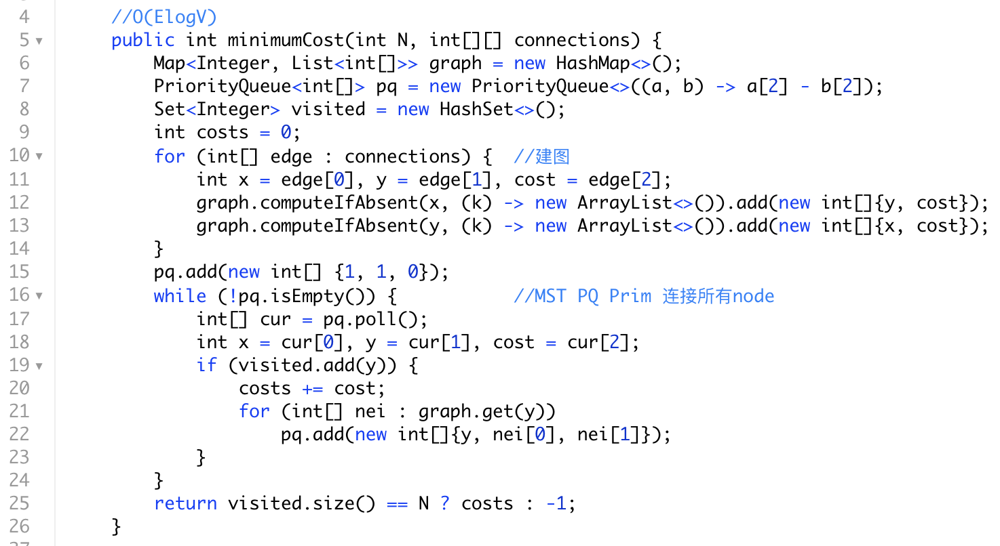 4 //O(ElogV)
5 ▾ public int minimumCost(int N, int[][] connections) {
6 Map<Integer, List<int[]>> graph = new HashMap<>();
7 PriorityQueue<int[]> pq = new PriorityQueue<>((a, b) -> a[2] - b[2]);
8 Set<Integer> visited = new HashSet<>();
9 int costs = 0;
10 ▾ for (int[] edge : connections) { //建图
11 int x = edge[0], y = edge[1], cost = edge[2];
12 graph.computeIfAbsent(x, (k) -> new ArrayList<>()).add(new int[]{y, cost});
13 graph.computeIfAbsent(y, (k) -> new ArrayList<>()).add(new int[]{x, cost});
14 }
15 pq.add(new int[] {1, 1, 0});
16 ▾ while (!pq.isEmpty()) { //MST PQ Prim 连接所有node
17 int[] cur = pq.poll();
18 int x = cur[0], y = cur[1], cost = cur[2];
19 ▾ if (visited.add(y)) {
20 costs += cost;
21 for (int[] nei : graph.get(y))
22 pq.add(new int[]{y, nei[0], nei[1]});
23 }
24 }
25 return visited.size() == N ? costs : -1;
26 }